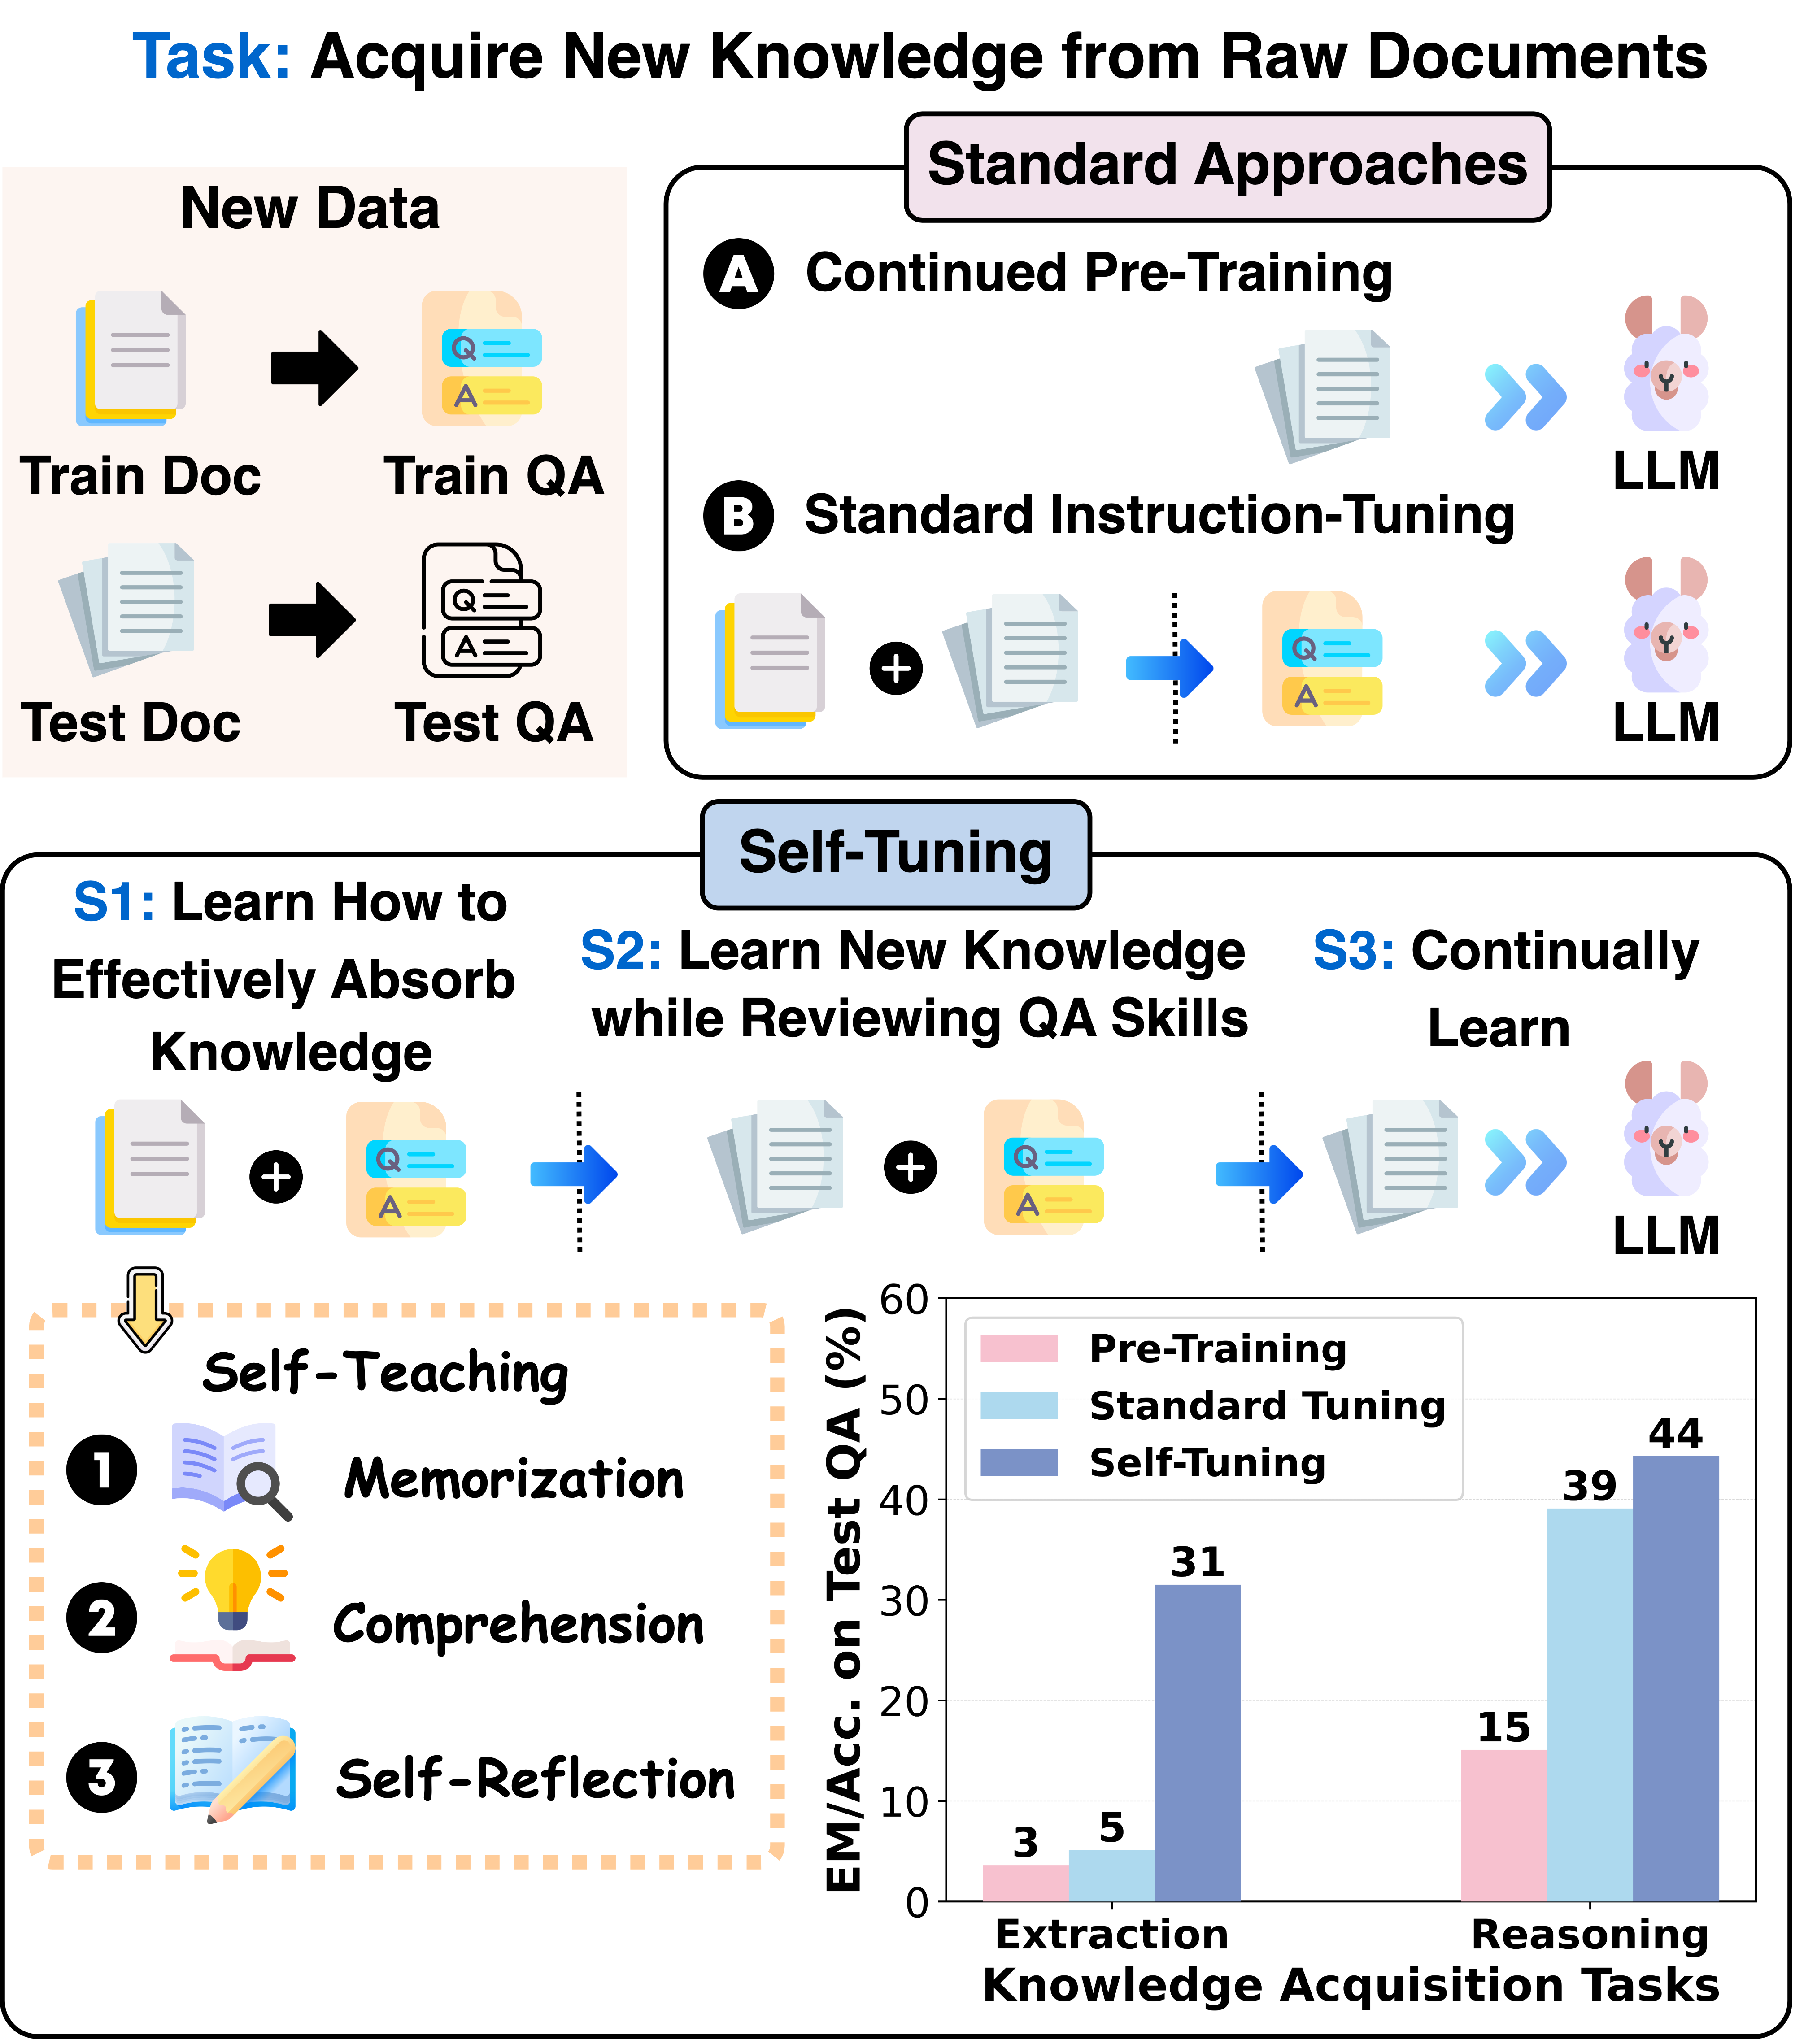 Task: Acquire New Knowledge from Raw Documents
New Data
Train Doc
Q
A
Train QA
Test Doc
Q
A
Test QA
Standard Approaches
A Continued Pre-Training
LLM
B Standard Instruction-Tuning
+
Q
A
LLM
Self-Tuning
S1: Learn How to
Effectively Absorb
Knowledge
S2: Learn New Knowledge
while Reviewing QA Skills
S3: Continually
Learn
+
Q
A
+
Q
A
LLM
Self-Teaching
1 Memorization
2 Comprehension
3 Self-Reflection
EM/Acc. on Test QA (%)
60
50
40
30
20
10
0
Pre-Training
Standard Tuning
Self-Tuning
3
5
31
15
39
44
Extraction
Reasoning
Knowledge Acquisition Tasks